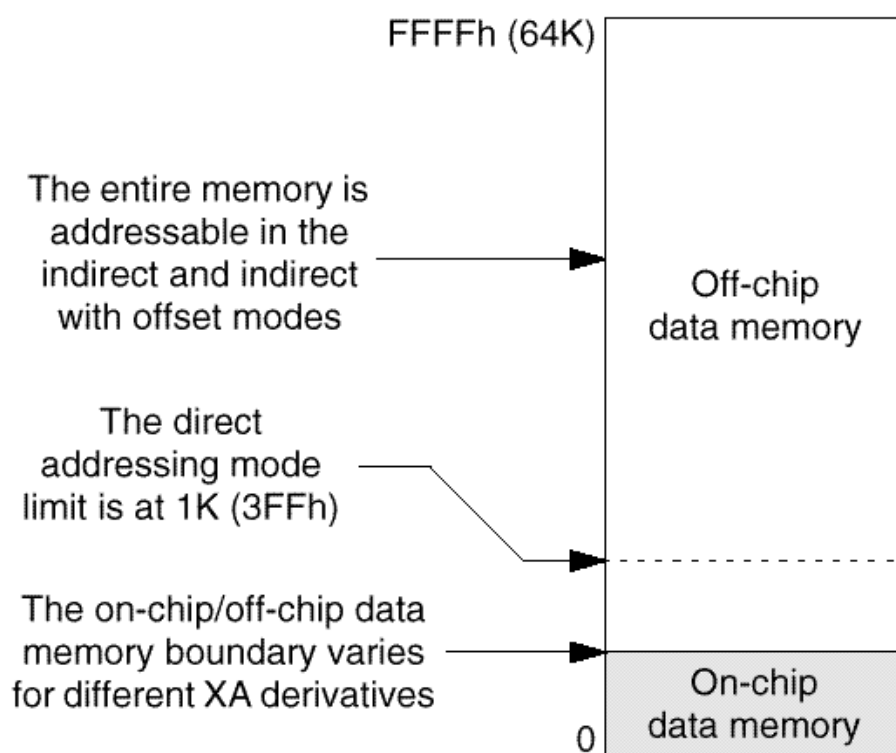 FFFFh (64K)
The entire memory is
addressable in the
indirect and indirect
with offset modes
Off-chip
data memory
The direct
addressing mode
limit is at 1K (3FFh)
The on-chip/off-chip data
memory boundary varies
for different XA derivatives
On-chip
data memory
0